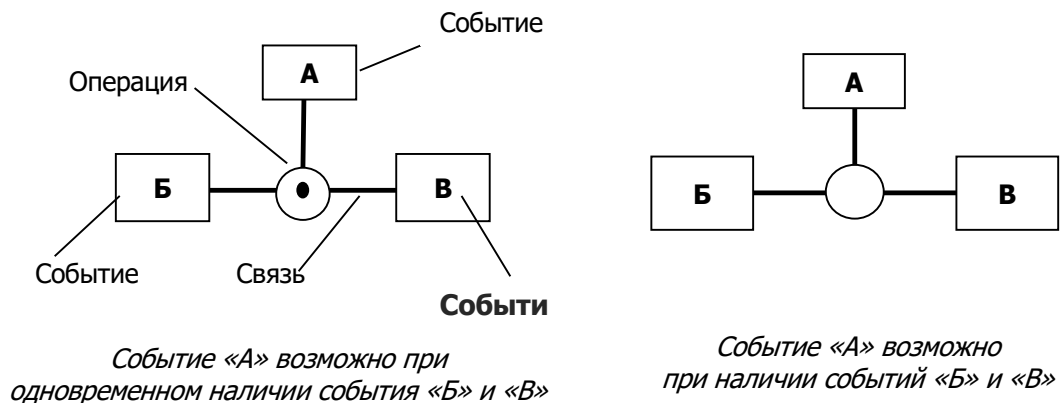 Событие
Операция
А
Б
В
Событие
Связь
Событи
Событие «А» возможно при
одновременном наличии события «Б» и «В»
А
Б
В
Событие «А» возможно
при наличии событий «Б» и «В»